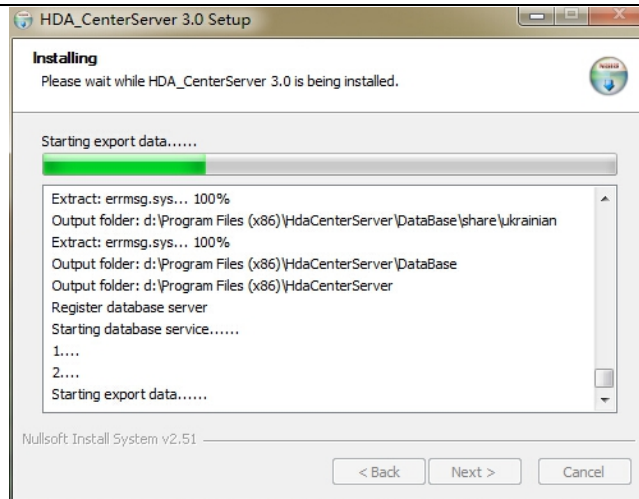 HDA_CenterServer 3.0 Setup
Installing
Please wait while HDA_CenterServer 3.0 is being installed.
Starting export data......
Extract: errmsg.sys... 100%
Output folder: d:\Program Files (x86)\HdaCenterServer\DataBase\share\ukrainian
Extract: errmsg.sys... 100%
Output folder: d:\Program Files (x86)\HdaCenterServer\DataBase
Output folder: d:\Program Files (x86)\HdaCenterServer
Register database server
Starting database service......
1....
2....
Starting export data......
Nullsoft Install System v2.51
< Back Next > Cancel